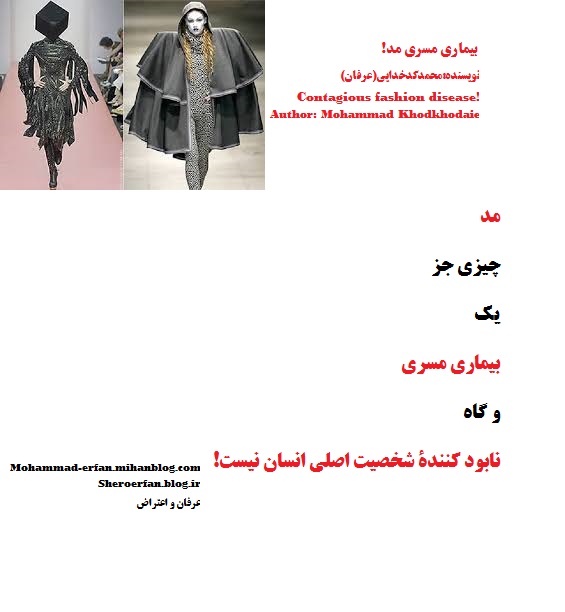 بیماری مسری مد!
نویسنده:محمدکدخدایی(عرفان)
Contagious fashion disease!
Author: Mohammad Khodkhodaie
مد
چیزی جز
یک
بیماری مسری
و گاه
نابود کنندهٔ شخصیت اصلی انسان نیست!
Mohammad-erfan.mihanblog.com
Sheroerfan.blog.ir
عرفان و اعتراض